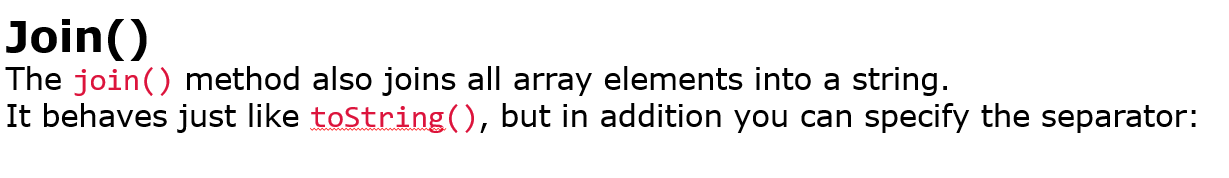 Join()
The join() method also joins all array elements into a string.
It behaves just like toString(), but in addition you can specify the separator: